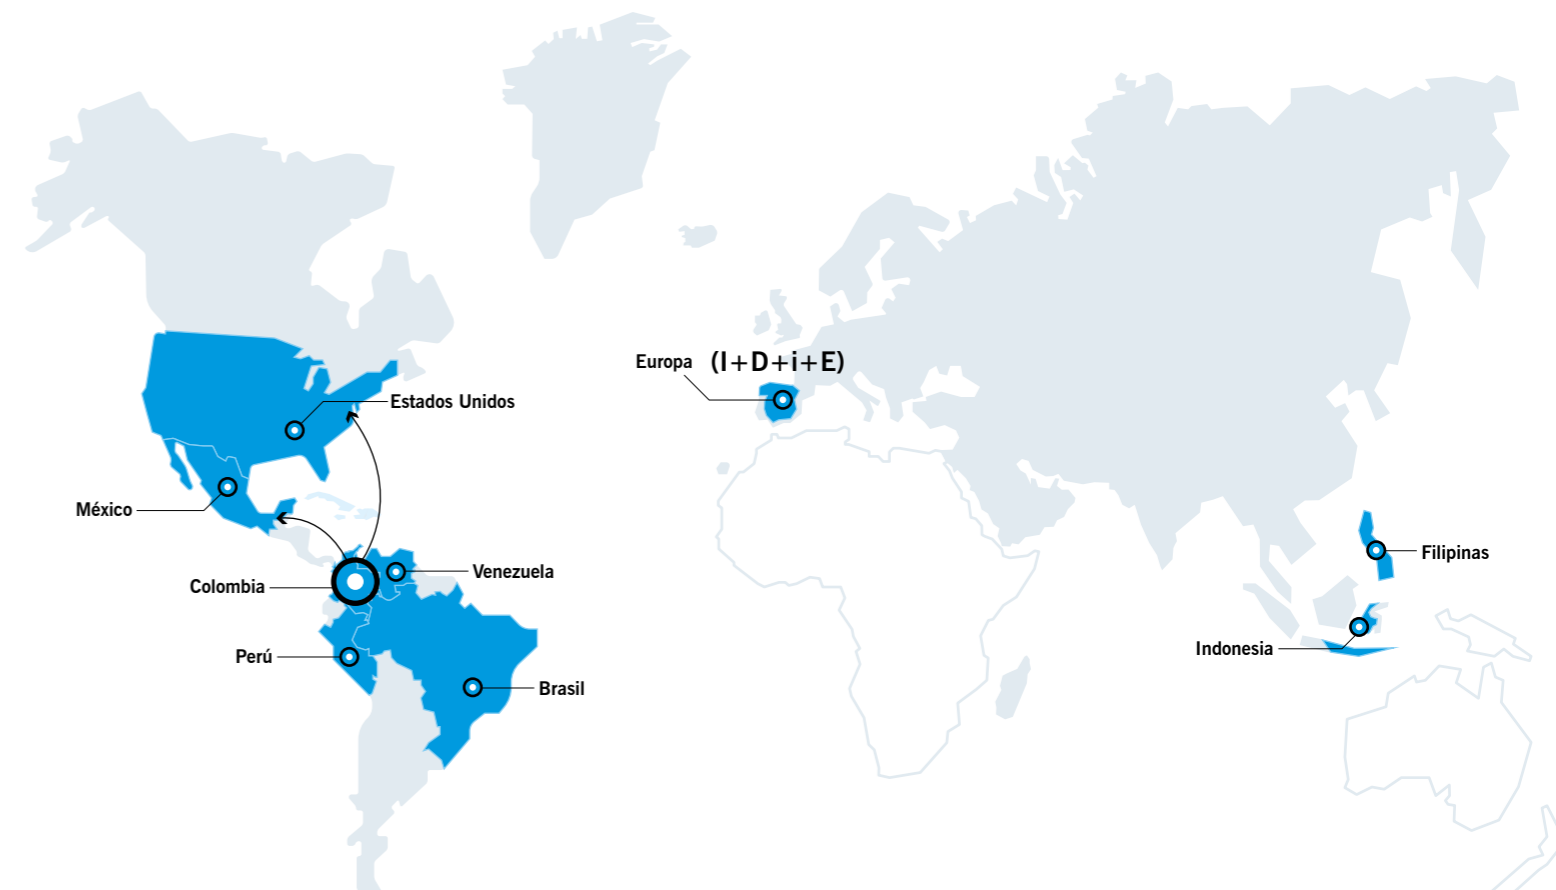 Europa (I+D+i+E)
Estados Unidos
México
Colombia
Venezuela
Perú
Brasil
Filipinas
Indonesia